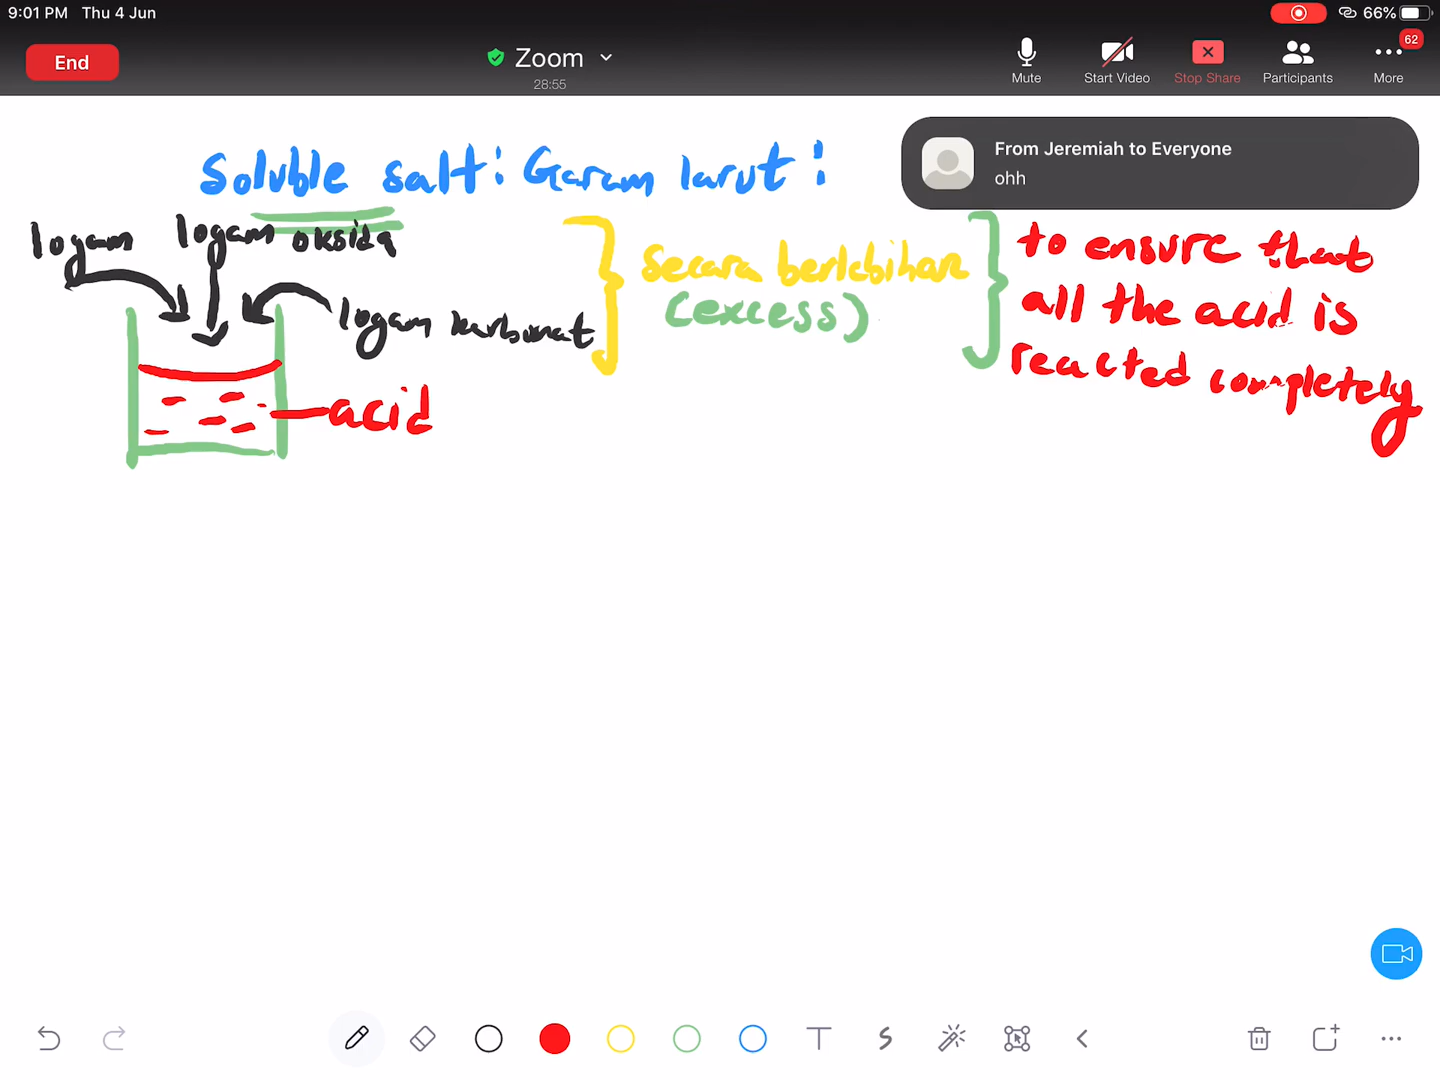 9:01 PM Thu 4 Jun
66%
End
Zoom
28:55
Mute
Start Video
Stop Share
Participants
More
62
From Jeremiah to Everyone
ohh
Soluble salt: Garam larut :
logam
logam oksida
logam karbonat
acid
Secara berlebihan
(excess)
to ensure that
all the acid is
reacted completely
T